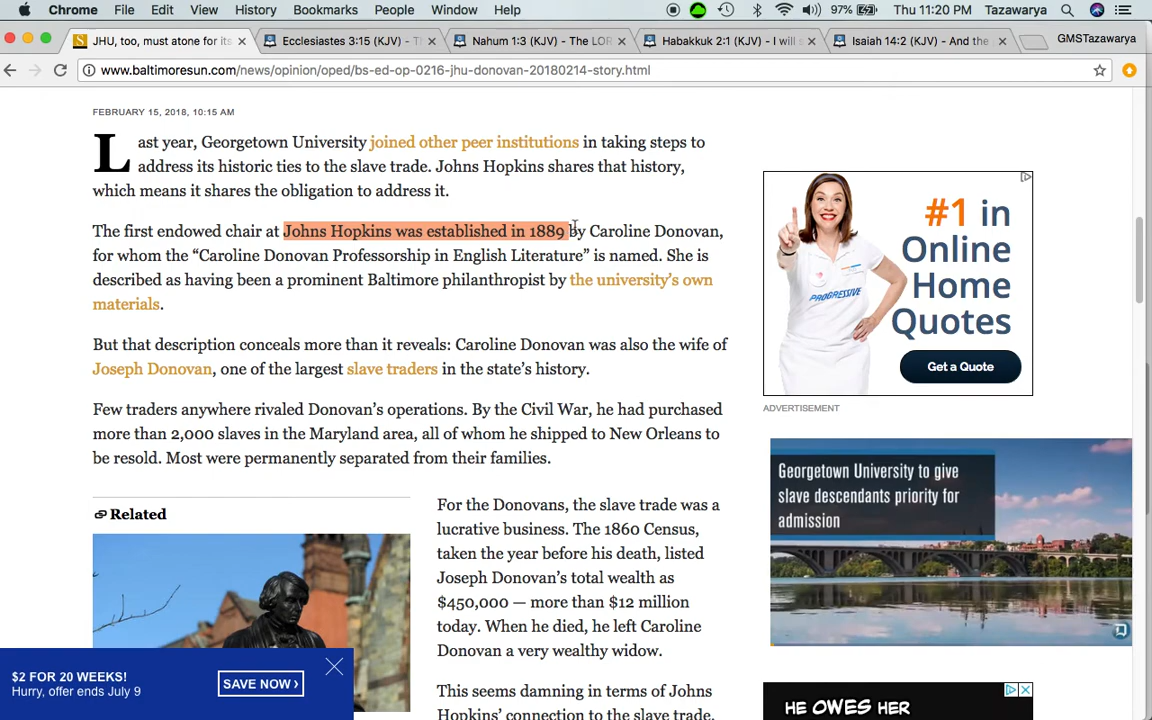 Chrome File Edit View History Bookmarks People Window Help 97% Thu 11:20 PM Tazawarya
JHU, too, must atone for its
Ecclesiastes 3:15 (KJV) - T
Nahum 1:3 (KJV) - The LOR
Habakkuk 2:1 (KJV) - I will s
Isaiah 14:2 (KJV) - And the
GMSTazawarya
www.baltimoresun.com/news/opinion/oped/bs-ed-op-0216-jhu-donovan-20180214-story.html
FEBRUARY 15, 2018, 10:15 AM
Last year, Georgetown University joined other peer institutions in taking steps to
address its historic ties to the slave trade. Johns Hopkins shares that history,
which means it shares the obligation to address it.
The first endowed chair at Johns Hopkins was established in 1889 by Caroline Donovan,
for whom the “Caroline Donovan Professorship in English Literature” is named. She is
described as having been a prominent Baltimore philanthropist by the university’s own
materials.
But that description conceals more than it reveals: Caroline Donovan was also the wife of
Joseph Donovan, one of the largest slave traders in the state’s history.
Few traders anywhere rivaled Donovan’s operations. By the Civil War, he had purchased
more than 2,000 slaves in the Maryland area, all of whom he shipped to New Orleans to
be resold. Most were permanently separated from their families.
Related
For the Donovans, the slave trade was a
lucrative business. The 1860 Census,
taken the year before his death, listed
Joseph Donovan’s total wealth as
$450,000 — more than $12 million
today. When he died, he left Caroline
Donovan a very wealthy widow.
This seems damning in terms of Johns
Hopkins’ connection to the slave trade.
$2 FOR 20 WEEKS!
Hurry, offer ends July 9
SAVE NOW ›
#1 in
Online
Home
Quotes
PROGRESSIVE
Get a Quote
ADVERTISEMENT
Georgetown University to give
slave descendants priority for
admission
HE OWES HER